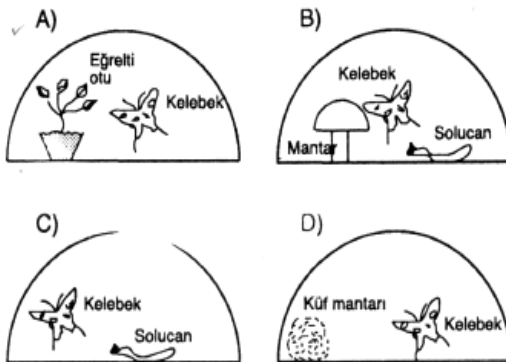 A)
Eğrelti
otu
Kelebek
B)
Kelebek
Mantar
Solucan
C)
Kelebek
Solucan
D)
Küf mantarı
Kelebek